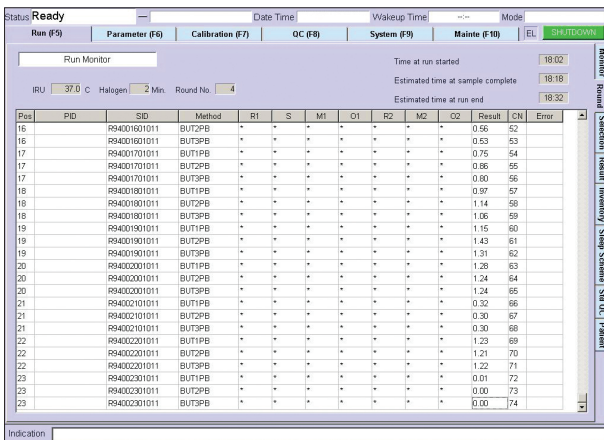 Status Ready — Date Time Wakeup Time --:-- Mode
Run (F5) Parameter (F6) Calibration (F7) QC (F8) System (F9) Mainte (F10) EL SHUTDOWN
Run Monitor
Time at run started 18:02
Estimated time at sample complete 18:18
IRU 37.0 C Halogen 2 Min. Round No. 4
Estimated time at run end 18:32
Pos PID SID Method R1 S M1 O1 R2 M2 O2 Result CN Error
16 R94001601011 BUT2PB * * * * * * * 0.56 52
16 R94001601011 BUT3PB * * * * * * * 0.53 53
17 R94001701011 BUT1PB * * * * * * * 0.75 54
17 R94001701011 BUT2PB * * * * * * * 0.86 55
17 R94001701011 BUT3PB * * * * * * * 0.80 56
18 R94001801011 BUT1PB * * * * * * * 0.97 57
18 R94001801011 BUT2PB * * * * * * * 1.14 58
18 R94001801011 BUT3PB * * * * * * * 1.06 59
19 R94001901011 BUT1PB * * * * * * * 1.15 60
19 R94001901011 BUT2PB * * * * * * * 1.43 61
19 R94001901011 BUT3PB * * * * * * * 1.31 62
20 R94002001011 BUT1PB * * * * * * * 1.28 63
20 R94002001011 BUT2PB * * * * * * * 1.24 64
20 R94002001011 BUT3PB * * * * * * * 1.24 65
21 R94002101011 BUT1PB * * * * * * * 0.32 66
21 R94002101011 BUT2PB * * * * * * * 0.30 67
21 R94002101011 BUT3PB * * * * * * * 0.30 68
22 R94002201011 BUT1PB * * * * * * * 1.23 69
22 R94002201011 BUT2PB * * * * * * * 1.21 70
22 R94002201011 BUT3PB * * * * * * * 1.22 71
23 R94002301011 BUT1PB * * * * * * * 0.01 72
23 R94002301011 BUT2PB * * * * * * * 0.00 73
23 R94002301011 BUT3PB * * * * * * * 0.00 74
Monitor
Round
Selection
Result
Inventory
Sleep Scheme
Std QC
Patient
Indication